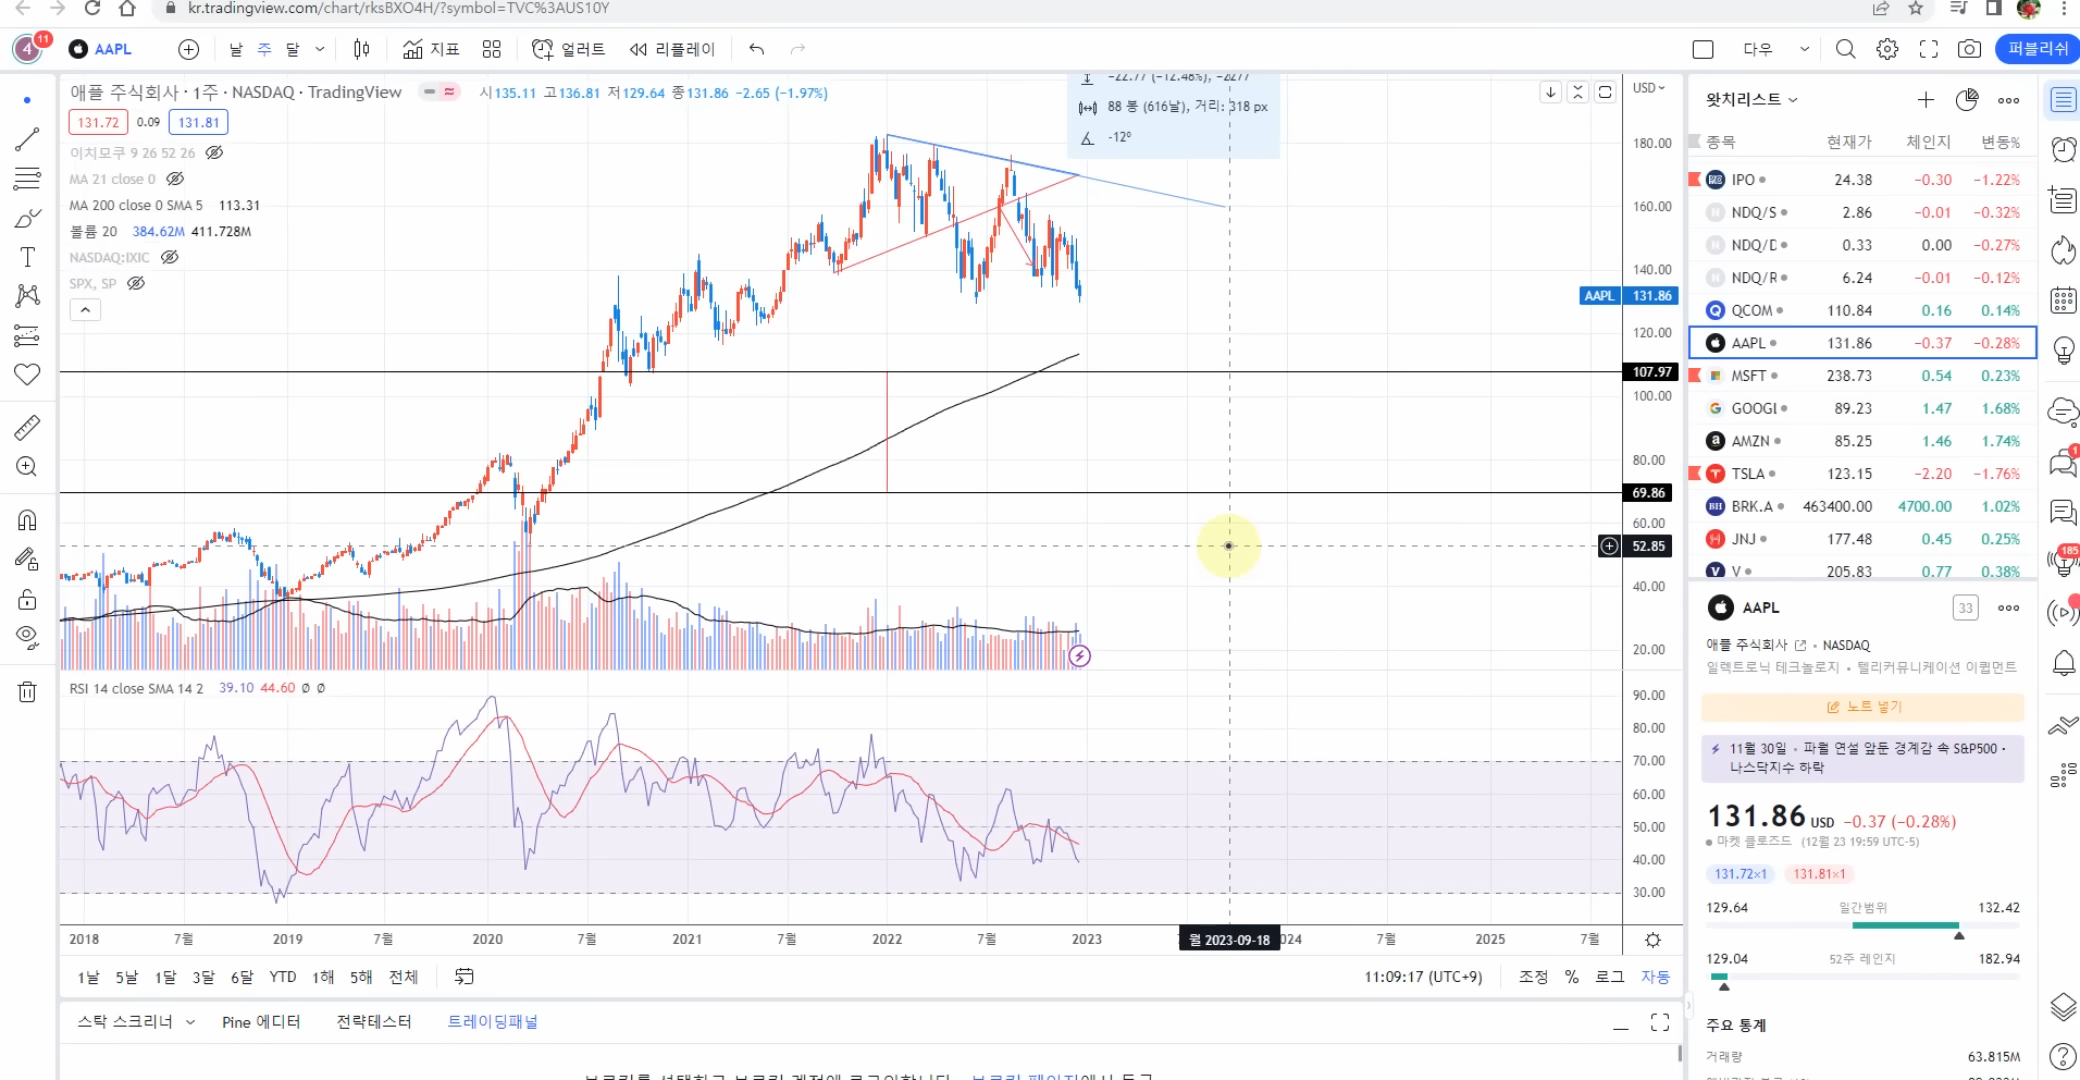 kr.tradingview.com/chart/rksBXO4H/?symbol=TVC%3AUS10Y
4 11 AAPL 날 주 달 지표 얼러트 리플레이 다우 퍼블리쉬
애플 주식회사 · 1주 · NASDAQ · TradingView 시135.11 고136.81 저129.64 종131.86 −2.65 (−1.97%)
131.72 0.09 131.81
이치모쿠 9 26 52 26
MA 21 close 0
MA 200 close 0 SMA 5 113.31
볼륨 20 384.62M 411.728M
NASDAQ:IXIC
SPX, SP
−22.77 (−12.48%), −2277
88 봉 (616날), 거리: 318 px
-12º
USD
180.00
160.00
140.00
AAPL 131.86
120.00
107.97
100.00
80.00
69.86
60.00
52.85
40.00
20.00
RSI 14 close SMA 14 2 39.10 44.60 Ø Ø
90.00
80.00
70.00
60.00
50.00
40.00
30.00
2018 7월 2019 7월 2020 7월 2021 7월 2022 7월 2023 월 2023-09-18 024 7월 2025 7월
1날 5날 1달 3달 6달 YTD 1해 5해 전체 11:09:17 (UTC+9) 조정 % 로그 자동
스탁 스크리너 Pine 에디터 전략테스터 트레이딩패널
왓치리스트
종목 현재가 체인지 변동%
IPO 24.38 −0.30 −1.22%
NDQ/S 2.86 −0.01 −0.32%
NDQ/D 0.33 0.00 −0.27%
NDQ/R 6.24 −0.01 −0.12%
QCOM 110.84 0.16 0.14%
AAPL 131.86 −0.37 −0.28%
MSFT 238.73 0.54 0.23%
GOOGL 89.23 1.47 1.68%
AMZN 85.25 1.46 1.74%
TSLA 123.15 −2.20 −1.76%
BRK.A 463400.00 4700.00 1.02%
JNJ 177.48 0.45 0.25%
V 205.83 0.77 0.38%
AAPL 33
애플 주식회사 • NASDAQ
일렉트로닉 테크놀로지 • 텔리커뮤니케이션 이큅먼트
노트 넣기
11월 30일 • 파월 연설 앞둔 경계감 속 S&P500·
나스닥지수 하락
131.86 USD −0.37 (−0.28%)
마켓 클로즈드 (12월 23 19:59 UTC-5)
131.72×1 131.81×1
129.64 일간범위 132.42
129.04 52주 레인지 182.94
주요 통계
거래량 63.815M
1
185